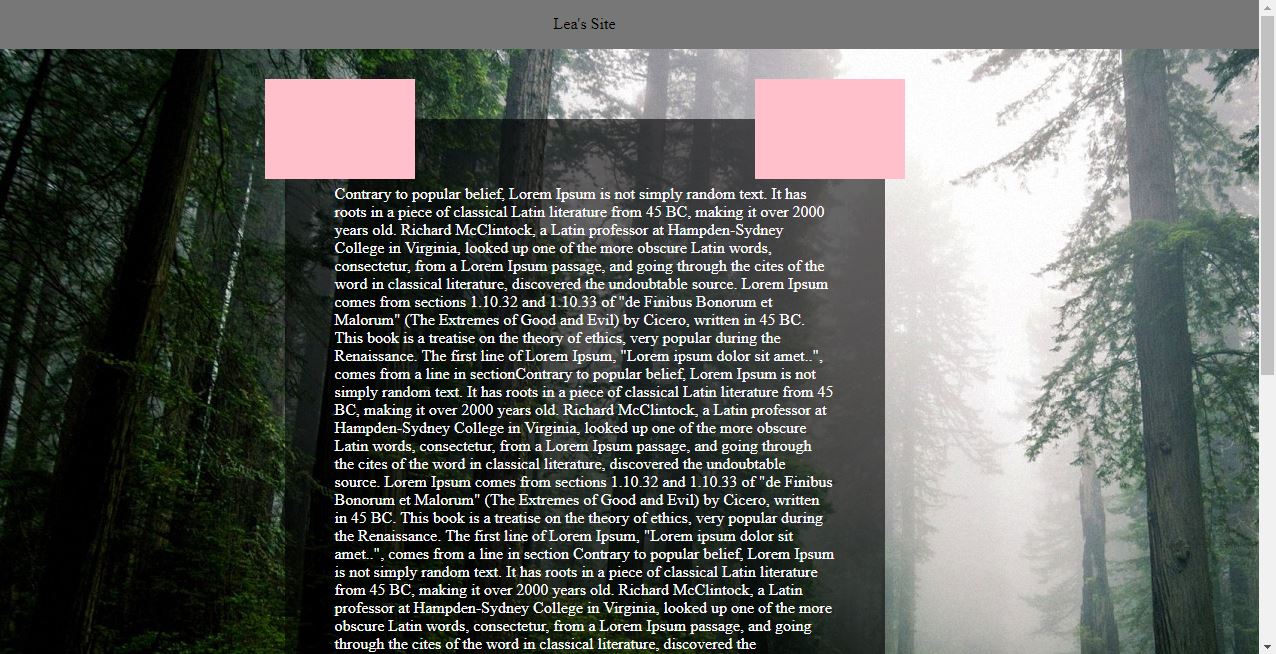 Lea's Site
Contrary to popular belief, Lorem Ipsum is not simply random text. It has
roots in a piece of classical Latin literature from 45 BC, making it over 2000
years old. Richard McClintock, a Latin professor at Hampden-Sydney
College in Virginia, looked up one of the more obscure Latin words,
consectetur, from a Lorem Ipsum passage, and going through the cites of the
word in classical literature, discovered the undoubtable source. Lorem Ipsum
comes from sections 1.10.32 and 1.10.33 of "de Finibus Bonorum et
Malorum" (The Extremes of Good and Evil) by Cicero, written in 45 BC.
This book is a treatise on the theory of ethics, very popular during the
Renaissance. The first line of Lorem Ipsum, "Lorem ipsum dolor sit amet..",
comes from a line in sectionContrary to popular belief, Lorem Ipsum is not
simply random text. It has roots in a piece of classical Latin literature from 45
BC, making it over 2000 years old. Richard McClintock, a Latin professor at
Hampden-Sydney College in Virginia, looked up one of the more obscure
Latin words, consectetur, from a Lorem Ipsum passage, and going through
the cites of the word in classical literature, discovered the undoubtable
source. Lorem Ipsum comes from sections 1.10.32 and 1.10.33 of "de Finibus
Bonorum et Malorum" (The Extremes of Good and Evil) by Cicero, written
in 45 BC. This book is a treatise on the theory of ethics, very popular during
the Renaissance. The first line of Lorem Ipsum, "Lorem ipsum dolor sit
amet..", comes from a line in section Contrary to popular belief, Lorem Ipsum
is not simply random text. It has roots in a piece of classical Latin literature
from 45 BC, making it over 2000 years old. Richard McClintock, a Latin
professor at Hampden-Sydney College in Virginia, looked up one of the more
obscure Latin words, consectetur, from a Lorem Ipsum passage, and going
through the cites of the word in classical literature, discovered the